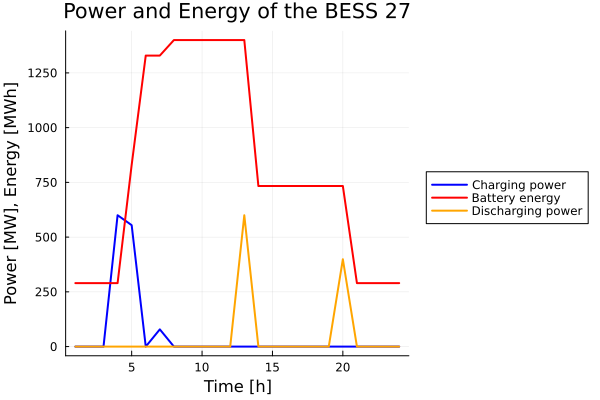 Power and Energy of the BESS 27
Power [MW], Energy [MWh]
1250
1000
750
500
250
0
5
10
15
20
Time [h]
Charging power
Battery energy
Discharging power